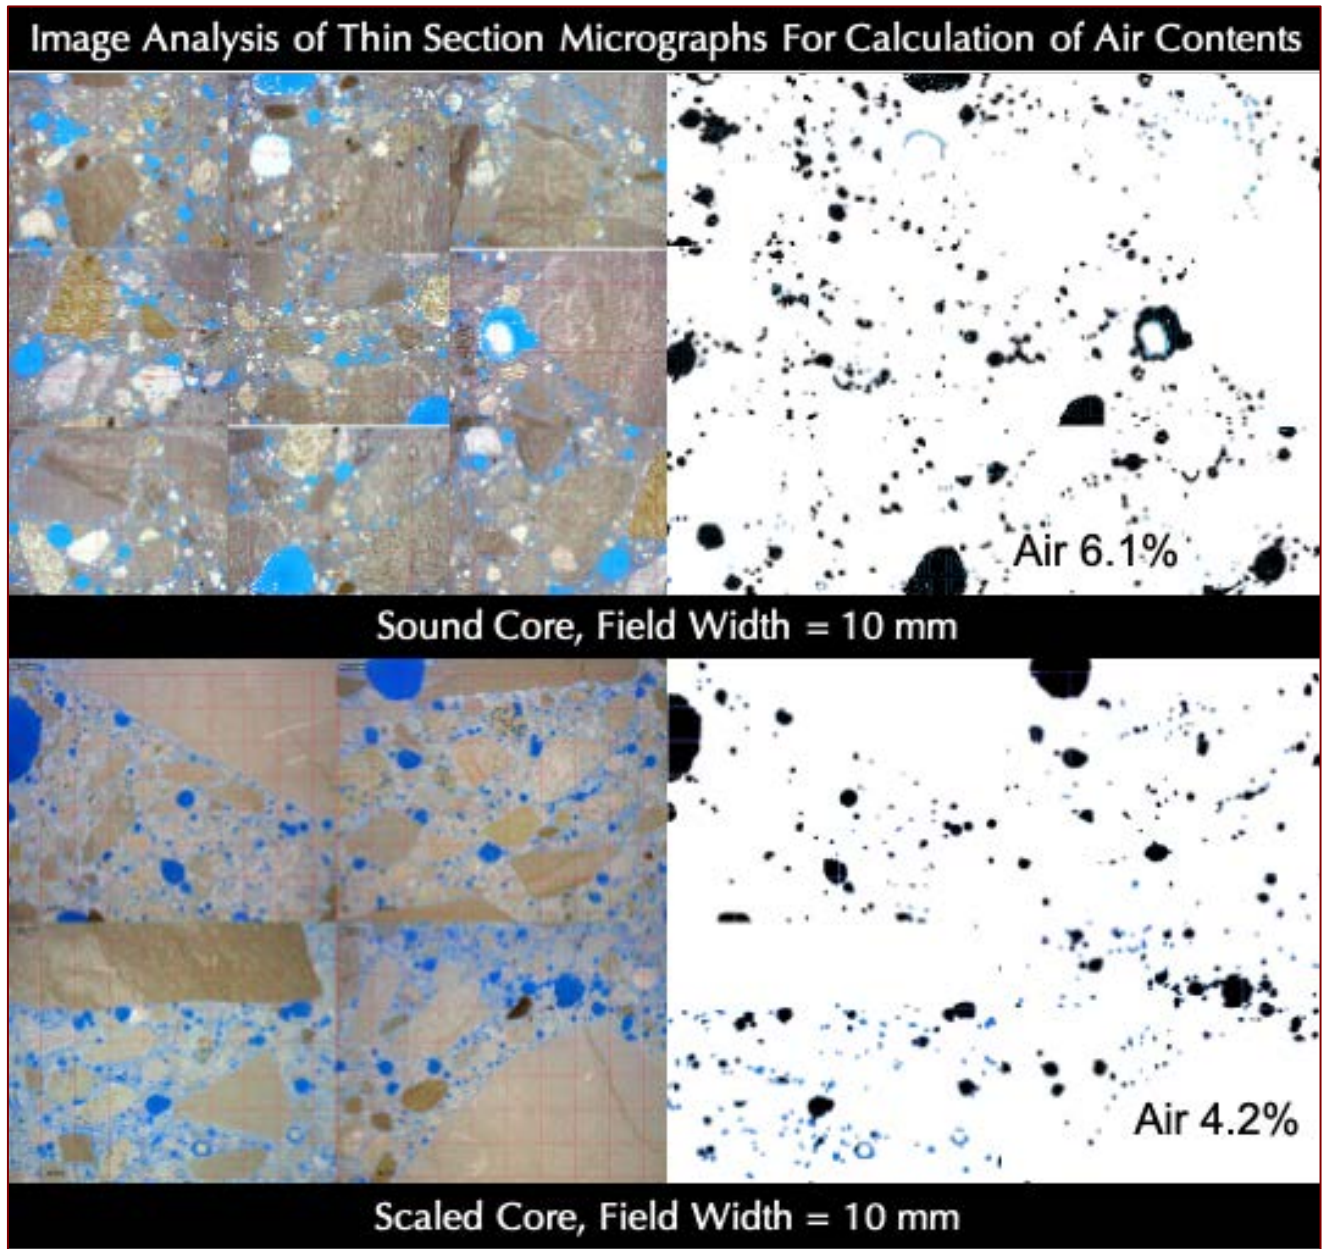 Image Analysis of Thin Section Micrographs For Calculation of Air Contents
Air 6.1%
Sound Core, Field Width = 10 mm
Air 4.2%
Scaled Core, Field Width = 10 mm